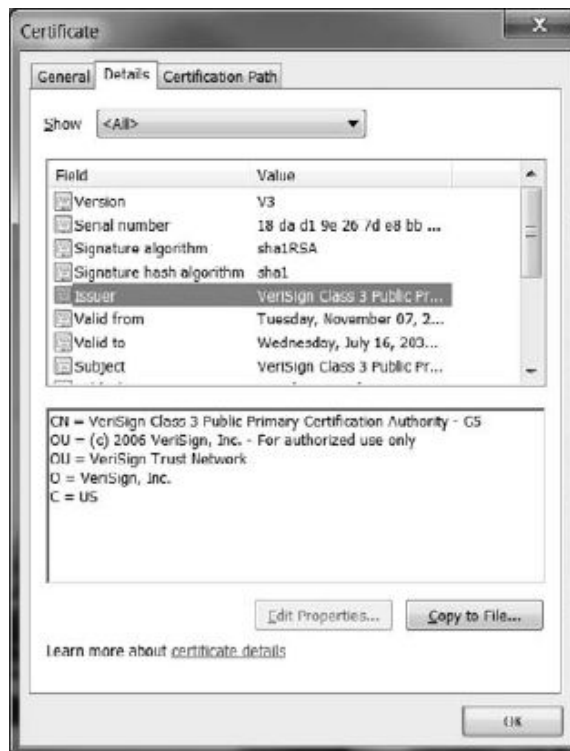 Certificate
General Details Certification Path
Show <All>
Field Value
Version V3
Serial number 18 da d1 9e 26 7d e8 bb ...
Signature algorithm sha1RSA
Signature hash algorithm sha1
Issuer VeriSign Class 3 Public Pr...
Valid from Tuesday, November 07, 2...
Valid to Wednesday, July 16, 203...
Subject VeriSign Class 3 Public Pr...
CN = VeriSign Class 3 Public Primary Certification Authority - G5
OU = (c) 2006 VeriSign, Inc. - For authorized use only
OU = VeriSign Trust Network
O = VeriSign, Inc.
C = US
Edit Properties... Copy to File...
Learn more about certificate details
OK